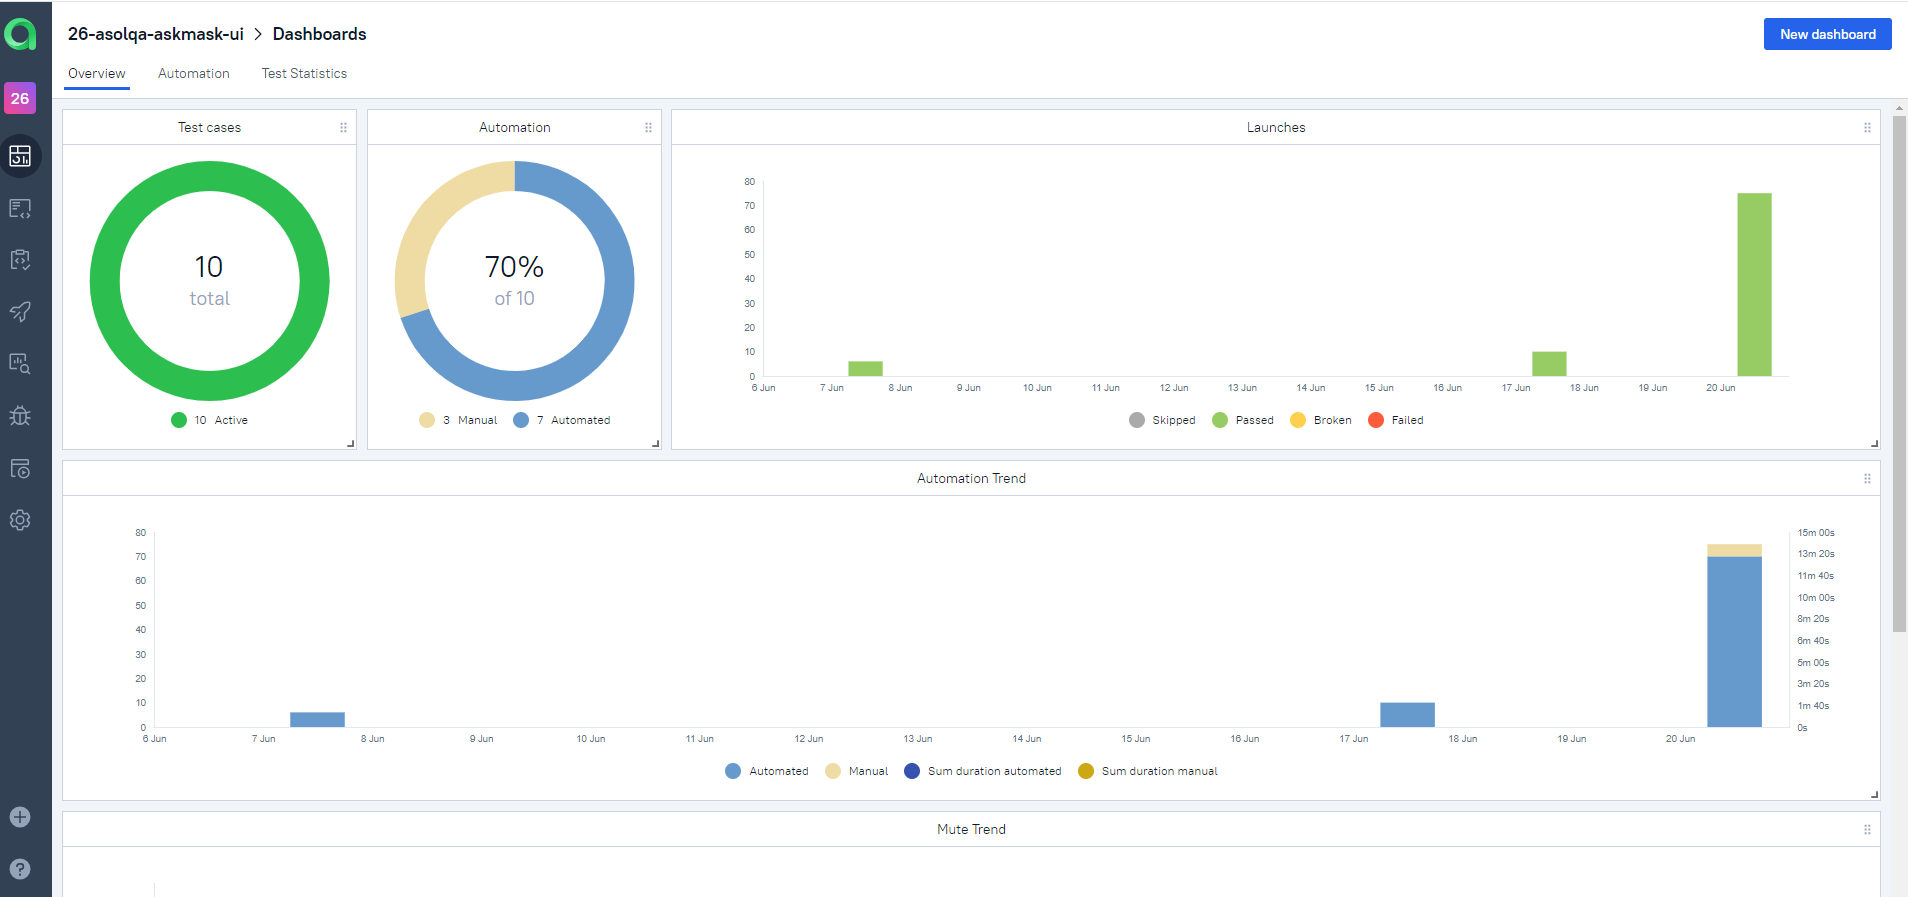 26-asolqa-askmask-ui > Dashboards
New dashboard
Overview
Automation
Test Statistics
26
Test cases
10
total
10 Active
Automation
70%
of 10
3 Manual
7 Automated
Launches
80
70
60
50
40
30
20
10
0
6 Jun
7 Jun
8 Jun
9 Jun
10 Jun
11 Jun
12 Jun
13 Jun
14 Jun
15 Jun
16 Jun
17 Jun
18 Jun
19 Jun
20 Jun
Skipped
Passed
Broken
Failed
Automation Trend
80
70
60
50
40
30
20
10
0
15m 00s
13m 20s
11m 40s
10m 00s
8m 20s
6m 40s
5m 00s
3m 20s
1m 40s
0s
6 Jun
7 Jun
8 Jun
9 Jun
10 Jun
11 Jun
12 Jun
13 Jun
14 Jun
15 Jun
16 Jun
17 Jun
18 Jun
19 Jun
20 Jun
Automated
Manual
Sum duration automated
Sum duration manual
Mute Trend